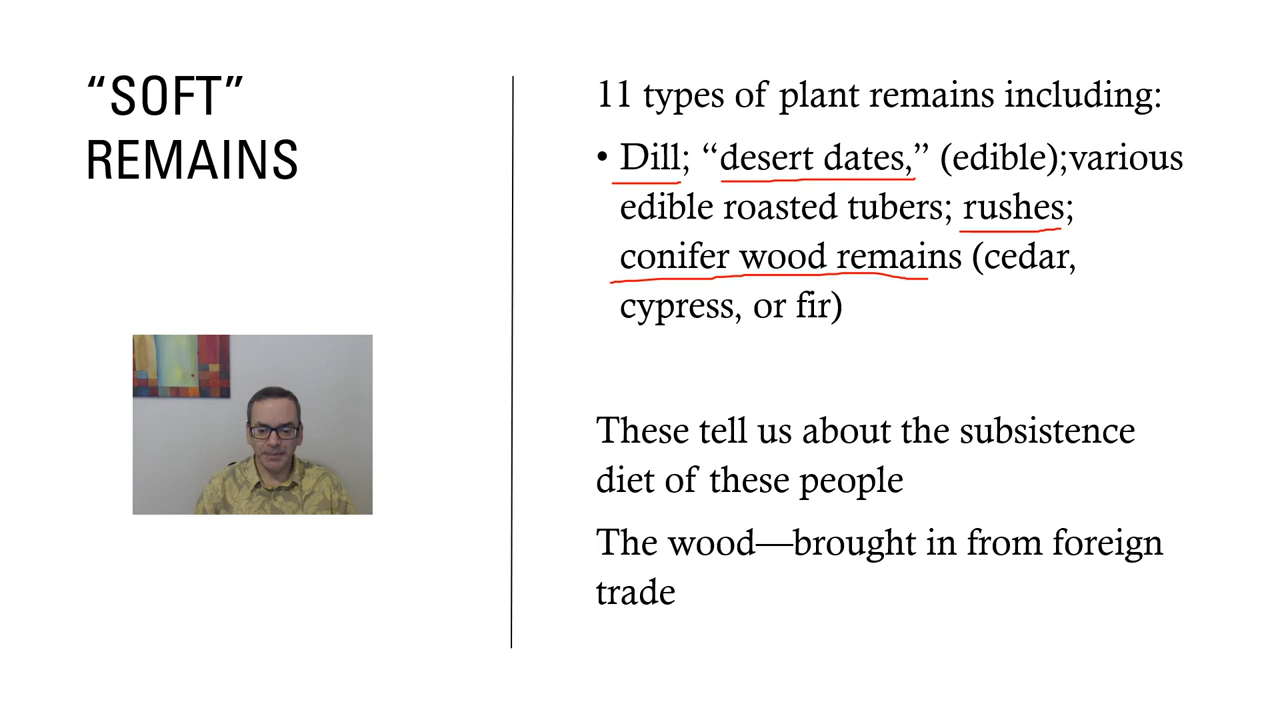 “SOFT”
REMAINS
11 types of plant remains including:
• Dill; “desert dates,” (edible);various
edible roasted tubers; rushes;
conifer wood remains (cedar,
cypress, or fir)
These tell us about the subsistence
diet of these people
The wood—brought in from foreign
trade